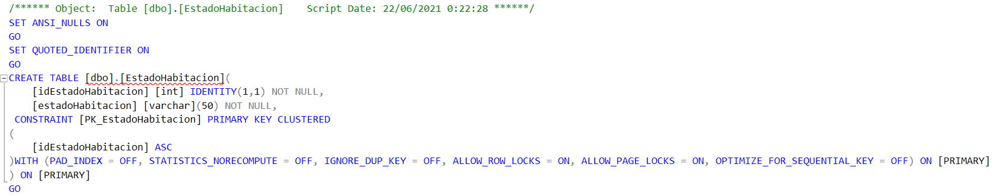 /****** Object:  Table [dbo].[EstadoHabitacion]    Script Date: 22/06/2021 0:22:28 ******/
SET ANSI_NULLS ON
GO
SET QUOTED_IDENTIFIER ON
GO
CREATE TABLE [dbo].[EstadoHabitacion](
    [idEstadoHabitacion] [int] IDENTITY(1,1) NOT NULL,
    [estadoHabitacion] [varchar](50) NOT NULL,
 CONSTRAINT [PK_EstadoHabitacion] PRIMARY KEY CLUSTERED
(
    [idEstadoHabitacion] ASC
)WITH (PAD_INDEX = OFF, STATISTICS_NORECOMPUTE = OFF, IGNORE_DUP_KEY = OFF, ALLOW_ROW_LOCKS = ON, ALLOW_PAGE_LOCKS = ON, OPTIMIZE_FOR_SEQUENTIAL_KEY = OFF) ON [PRIMARY]
) ON [PRIMARY]
GO